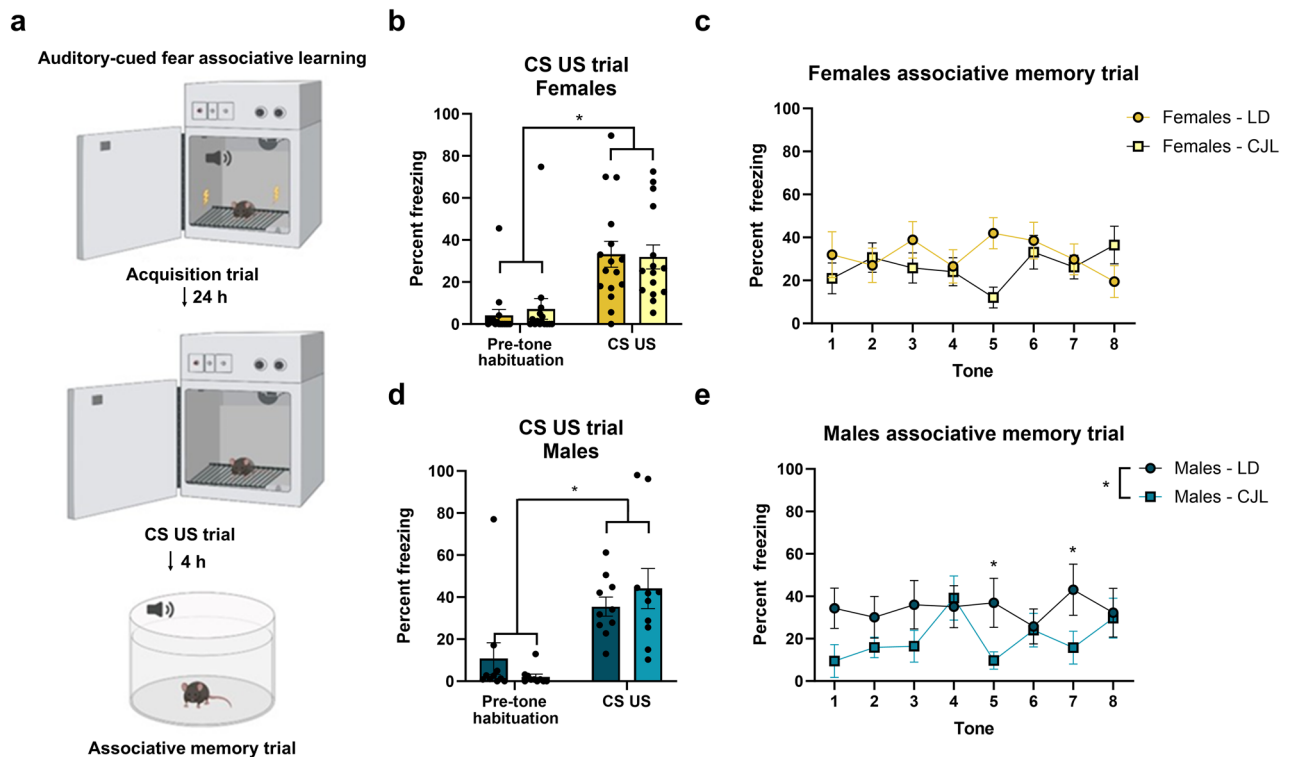 a
Auditory-cued fear associative learning
Acquisition trial
24 h
CS US trial
4 h
Associative memory trial
b
CS US trial
Females
Percent freezing
100
80
60
40
20
0
*
Pre-tone
habituation
CS US
c
Females associative memory trial
Females - LD
Females - CJL
Percent freezing
100
80
60
40
20
0
1 2 3 4 5 6 7 8
Tone
d
CS US trial
Males
Percent freezing
100
80
60
40
20
0
*
Pre-tone
habituation
CS US
e
Males associative memory trial
Males - LD
Males - CJL
*
Percent freezing
100
80
60
40
20
0
* *
1 2 3 4 5 6 7 8
Tone